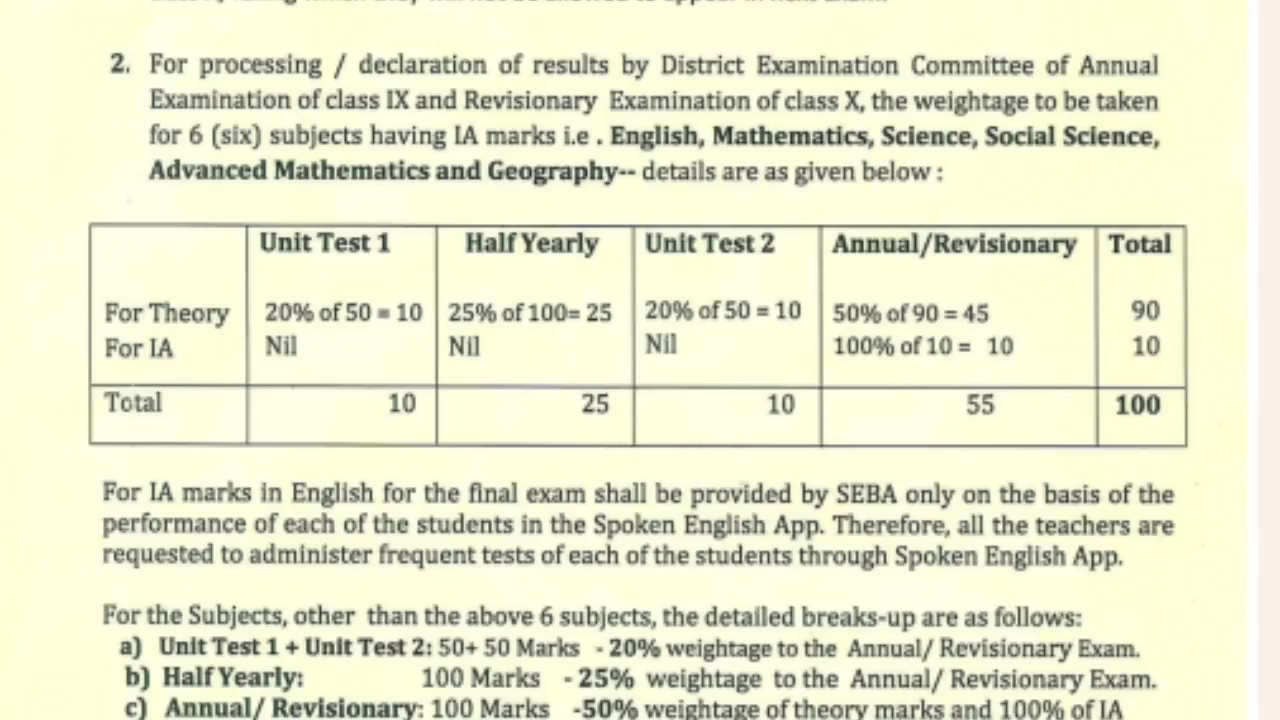 2. For processing / declaration of results by District Examination Committee of Annual
Examination of class IX and Revisionary Examination of class X, the weightage to be taken
for 6 (six) subjects having IA marks i.e . English, Mathematics, Science, Social Science,
Advanced Mathematics and Geography-- details are as given below :
Unit Test 1 Half Yearly Unit Test 2 Annual/Revisionary Total
For Theory 20% of 50 = 10 25% of 100= 25 20% of 50 = 10 50% of 90 = 45 90
For IA Nil Nil Nil 100% of 10 = 10 10
Total 10 25 10 55 100
For IA marks in English for the final exam shall be provided by SEBA only on the basis of the
performance of each of the students in the Spoken English App. Therefore, all the teachers are
requested to administer frequent tests of each of the students through Spoken English App.
For the Subjects, other than the above 6 subjects, the detailed breaks-up are as follows:
a) Unit Test 1 + Unit Test 2: 50+ 50 Marks - 20% weightage to the Annual/ Revisionary Exam.
b) Half Yearly: 100 Marks - 25% weightage to the Annual/ Revisionary Exam.
c) Annual/ Revisionary: 100 Marks -50% weightage of theory marks and 100% of IA